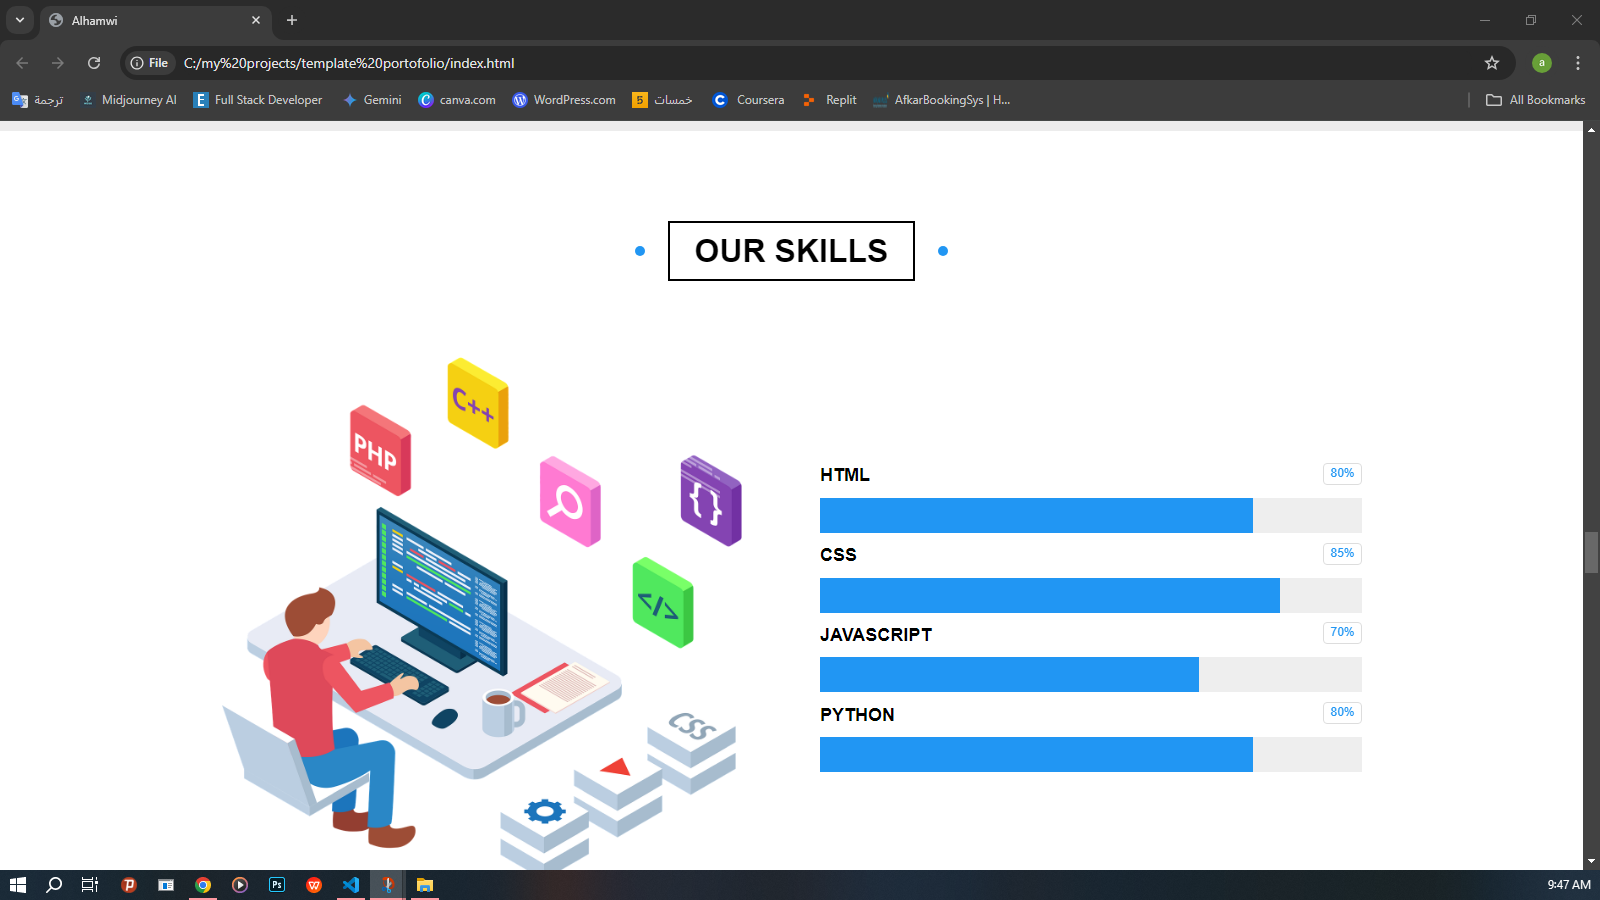 Alhamwi
File
C:/my%20projects/template%20portofolio/index.html
a
ترجمة
Midjourney AI
E
Full Stack Developer
Gemini
canva.com
WordPress.com
5
خمسات
Coursera
Replit
AfkarBookingSys | H...
All Bookmarks
OUR SKILLS
C++
PHP
{}
</>
CSS
HTML
80%
CSS
85%
JAVASCRIPT
70%
PYTHON
80%
Ps
9:47 AM